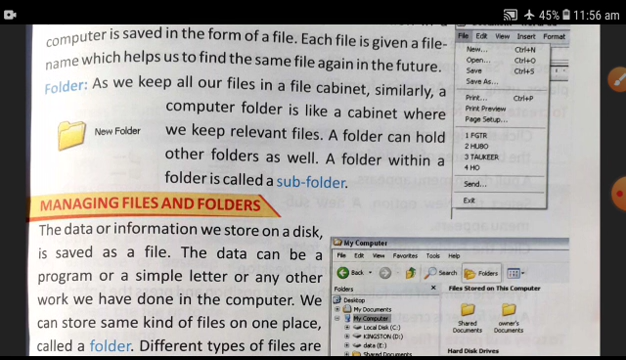 45% 11:56 am
computer is saved in the form of a file. Each file is given a file-
name which helps us to find the same file again in the future.
Folder: As we keep all our files in a file cabinet, similarly, a
computer folder is like a cabinet where
we keep relevant files. A folder can hold
other folders as well. A folder within a
folder is called a sub-folder.
New Folder
File Edit View Insert Format
New... Ctrl+N
Open... Ctrl+O
Save Ctrl+S
Save As...
Print... Ctrl+P
Print Preview
Page Setup...
1 FGTR
2 HUBO
3 TAUKEER
4 HO
Send...
Exit
MANAGING FILES AND FOLDERS
The data or information we store on a disk,
is saved as a file. The data can be a
program or a simple letter or any other
work we have done in the computer. We
can store same kind of files on one place,
called a folder. Different types of files are
My Computer
File Edit View Favorites Tools Help
Back Search Folders
Folders
Desktop
My Documents
My Computer
Local Disk (C:)
KINGSTON (D:)
data (E:)
Shared Documents
Files Stored on This Computer
Shared Documents
owner's Documents
Hard Disk Drives